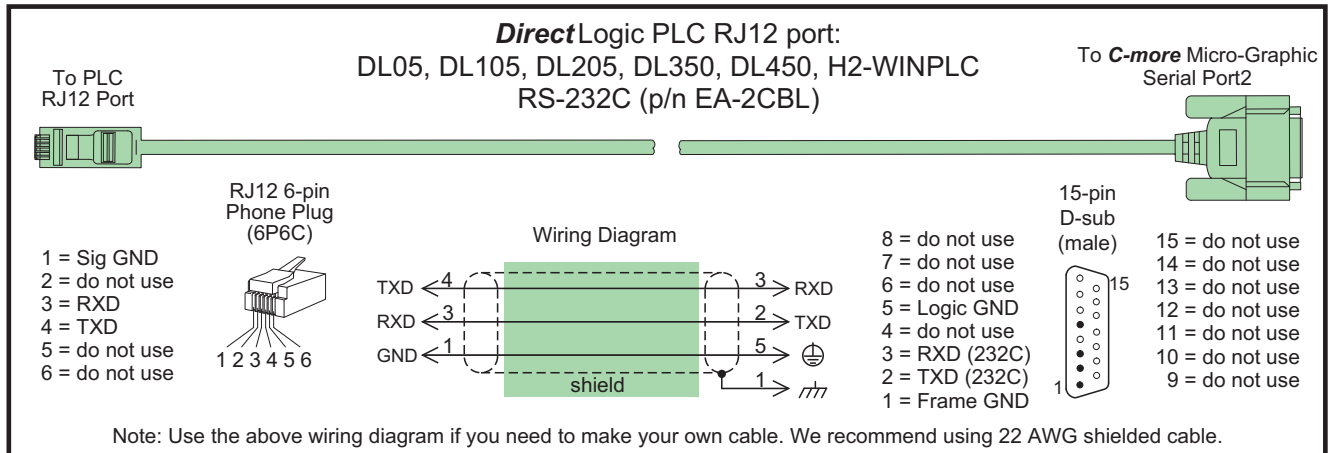 DirectLogic PLC RJ12 port:
DL05, DL105, DL205, DL350, DL450, H2-WINPLC
RS-232C (p/n EA-2CBL)
To PLC
RJ12 Port
To C-more Micro-Graphic
Serial Port2
RJ12 6-pin
Phone Plug
(6P6C)
1 = Sig GND
2 = do not use
3 = RXD
4 = TXD
5 = do not use
6 = do not use
1 2 3 4 5 6
Wiring Diagram
TXD 4 3 RXD
RXD 3 2 TXD
GND 1 5
shield 1
8 = do not use
7 = do not use
6 = do not use
5 = Logic GND
4 = do not use
3 = RXD (232C)
2 = TXD (232C)
1 = Frame GND
15-pin
D-sub
(male)
15
1
15 = do not use
14 = do not use
13 = do not use
12 = do not use
11 = do not use
10 = do not use
9 = do not use
Note: Use the above wiring diagram if you need to make your own cable. We recommend using 22 AWG shielded cable.